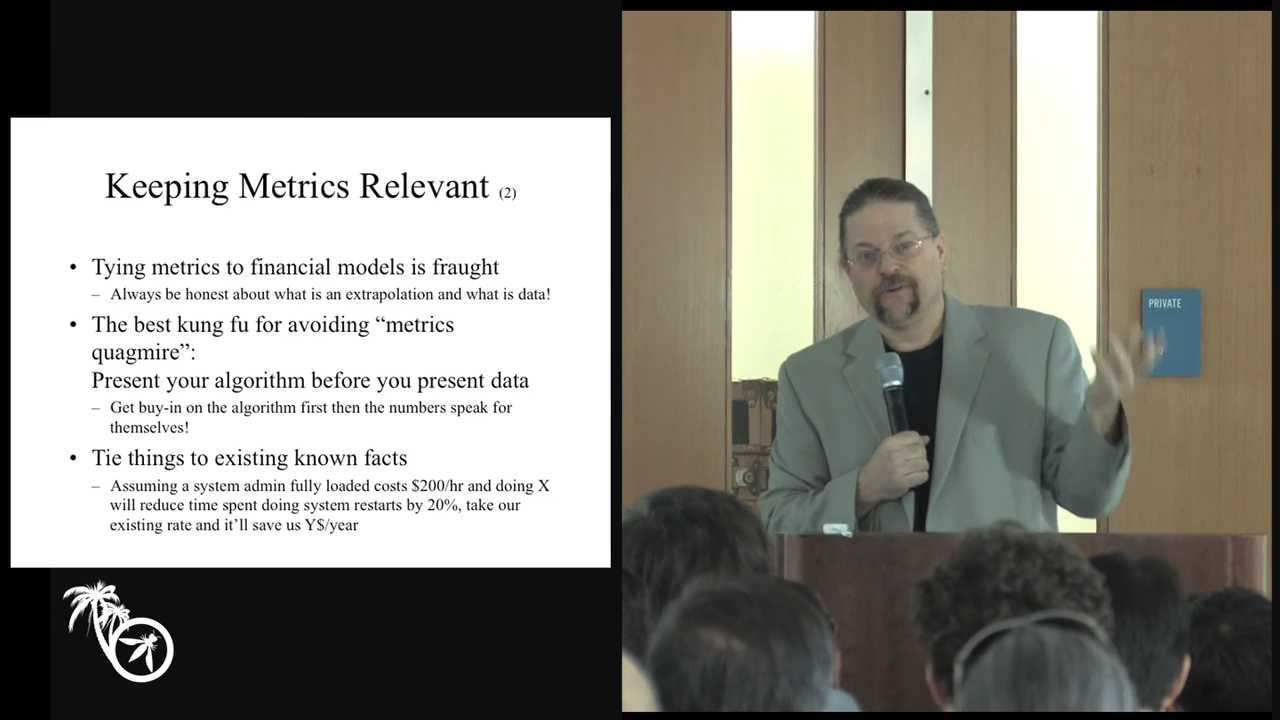 Keeping Metrics Relevant (2)
• Tying metrics to financial models is fraught
– Always be honest about what is an extrapolation and what is data!
• The best kung fu for avoiding “metrics
quagmire”:
Present your algorithm before you present data
– Get buy-in on the algorithm first then the numbers speak for
themselves!
• Tie things to existing known facts
– Assuming a system admin fully loaded costs $200/hr and doing X
will reduce time spent doing system restarts by 20%, take our
existing rate and it’ll save us Y$/year
PRIVATE